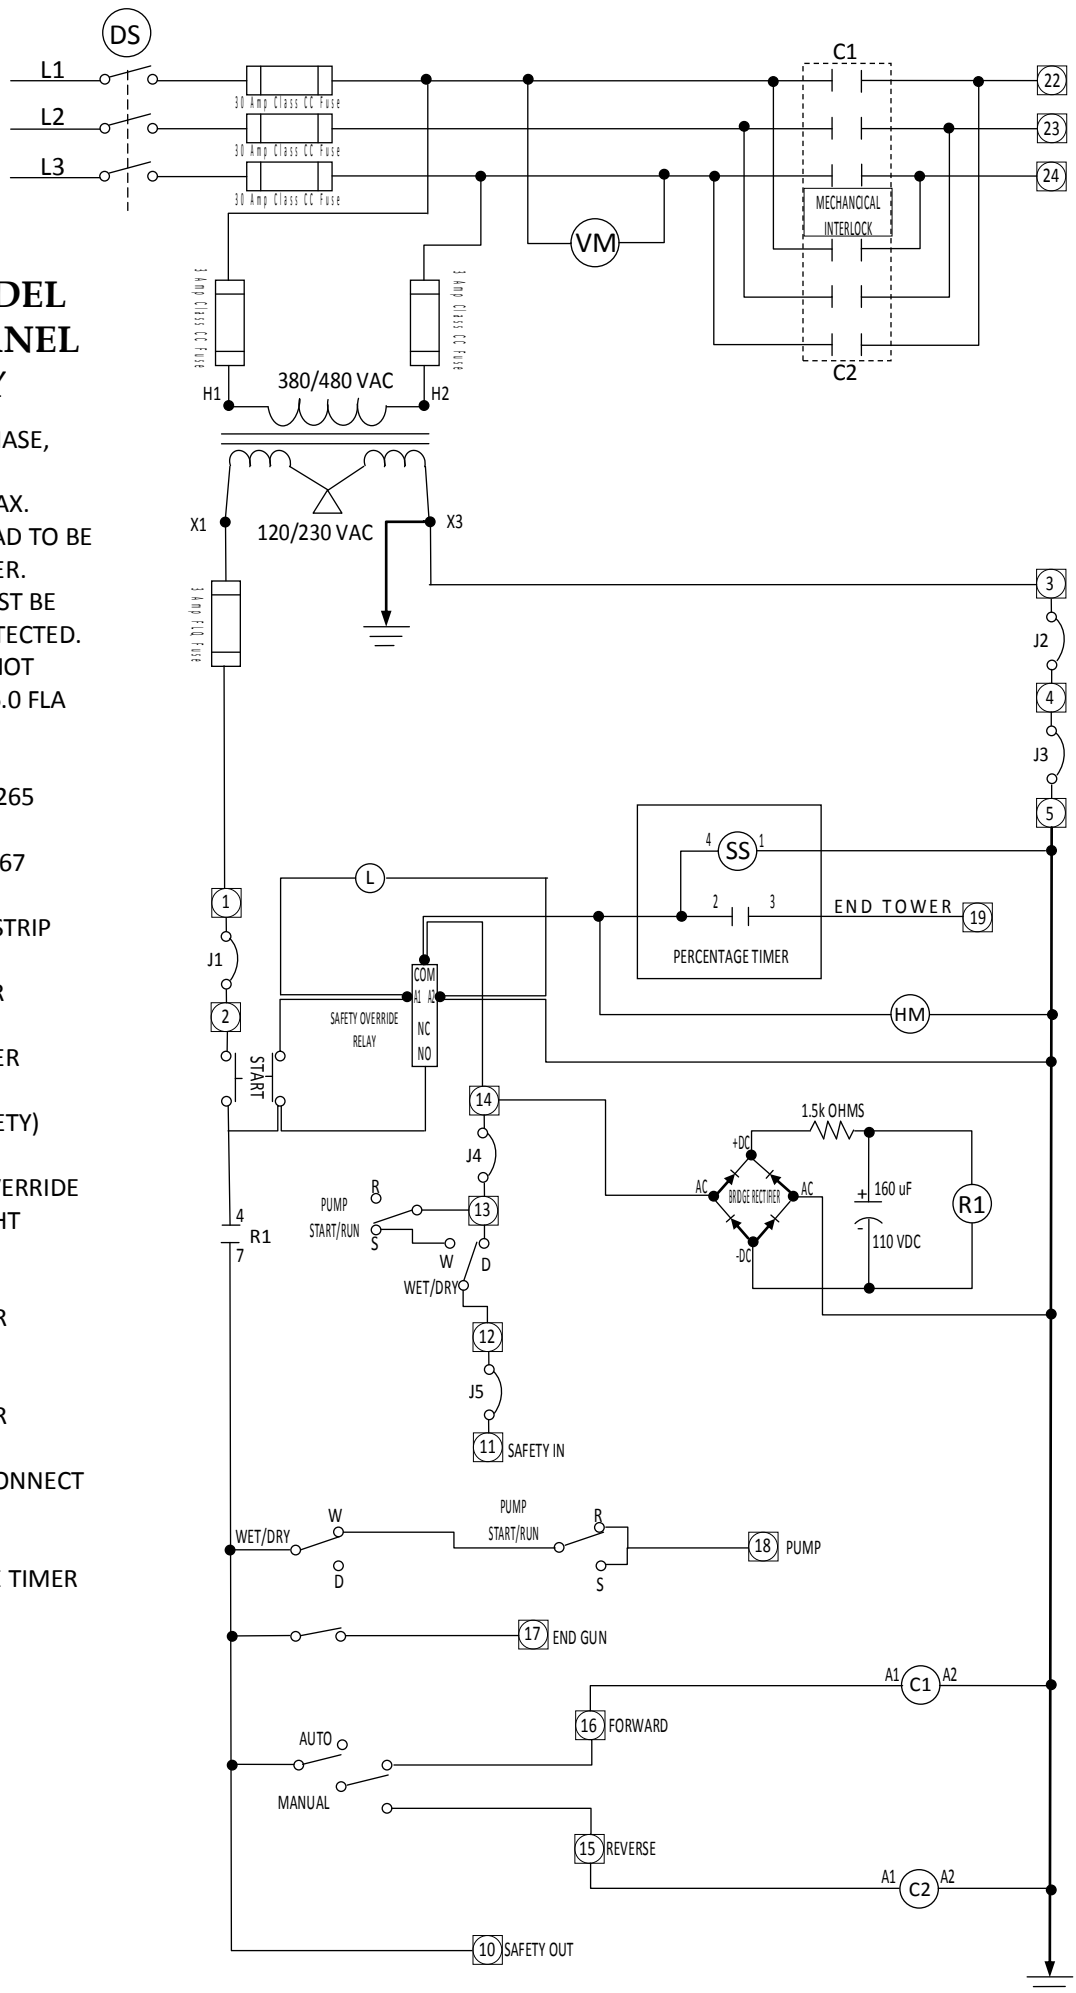 DS
L1
L2
L3
30 Amp Class CC Fuse
30 Amp Class CC Fuse
30 Amp Class CC Fuse
C1
22
23
24
MECHANCICAL
INTERLOCK
C2
VM
DEL
NEL
Y
HASE,
AX.
AD TO BE
ER.
ST BE
TECTED.
NOT
.0 FLA
265
67
STRIP
R
ER
ETY)
VERRIDE
HT
R
R
ONNECT
TIMER
3 Amp Class CC Fuse
3 Amp Class CC Fuse
H1
380/480 VAC
H2
X1
120/230 VAC
X3
3 Amp FLQ Fuse
3
J2
4
J3
5
1
J1
2
START
L
COM
A1 A2
NC
NO
SAFETY OVERRIDE
RELAY
4 SS 1
2 3
PERCENTAGE TIMER
END TOWER
19
HM
14
J4
13
R
PUMP
START/RUN
S
W
D
WET/DRY
12
J5
11 SAFETY IN
1.5k OHMS
+DC
AC BRIDGE RECTIFIER AC
-DC
+ 160 uF
- 110 VDC
R1
4
R1
7
WET/DRY
W
D
PUMP
START/RUN
R
S
18 PUMP
17 END GUN
A1 C1 A2
16 FORWARD
AUTO
MANUAL
15 REVERSE
A1 C2 A2
10 SAFETY OUT